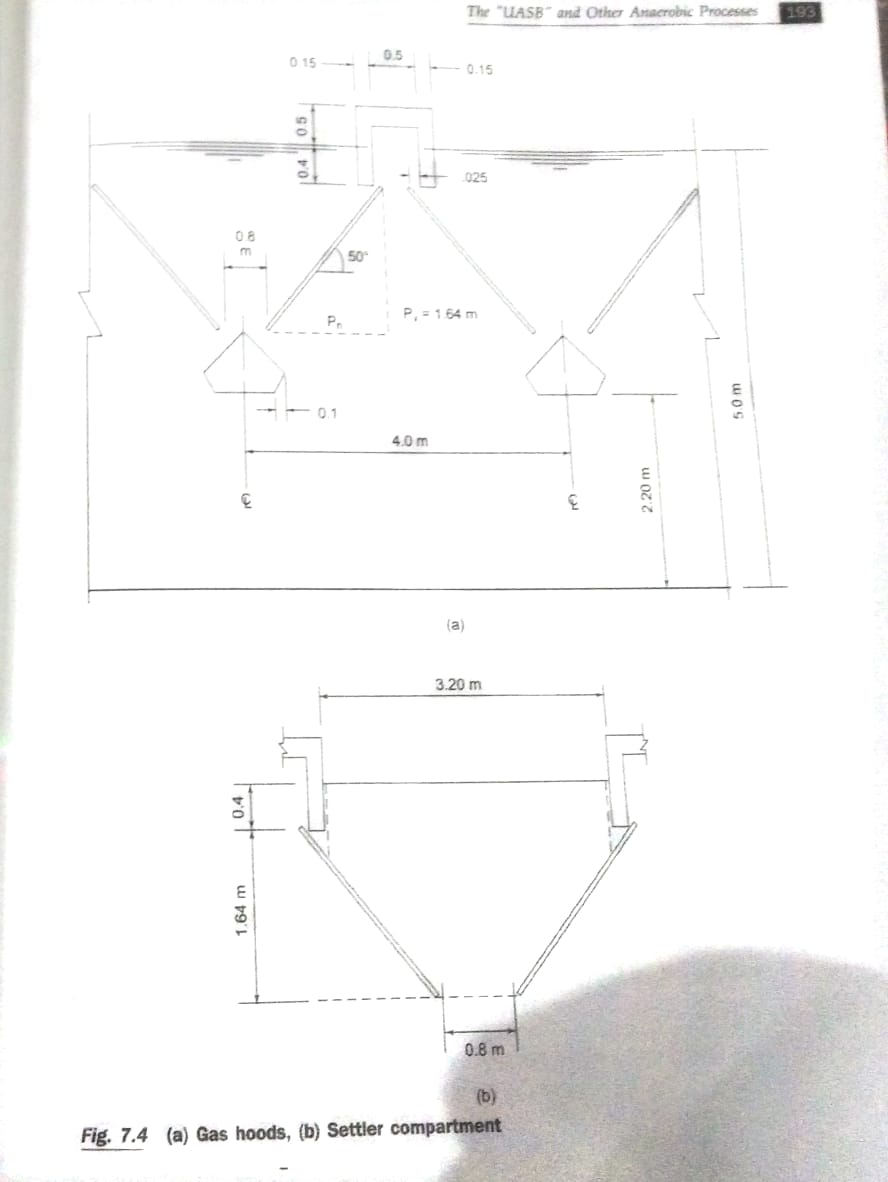 The "UASB" and Other Anaerobic Processes 193
0.15
0.5
0.15
0.5
0.4
.025
0.8
m
50°
Pn
P, = 1.64 m
0.1
4.0 m
5.0 m
2.20 m
℄
℄
(a)
3.20 m
0.4
1.64 m
0.8 m
(b)
Fig. 7.4 (a) Gas hoods, (b) Settler compartment